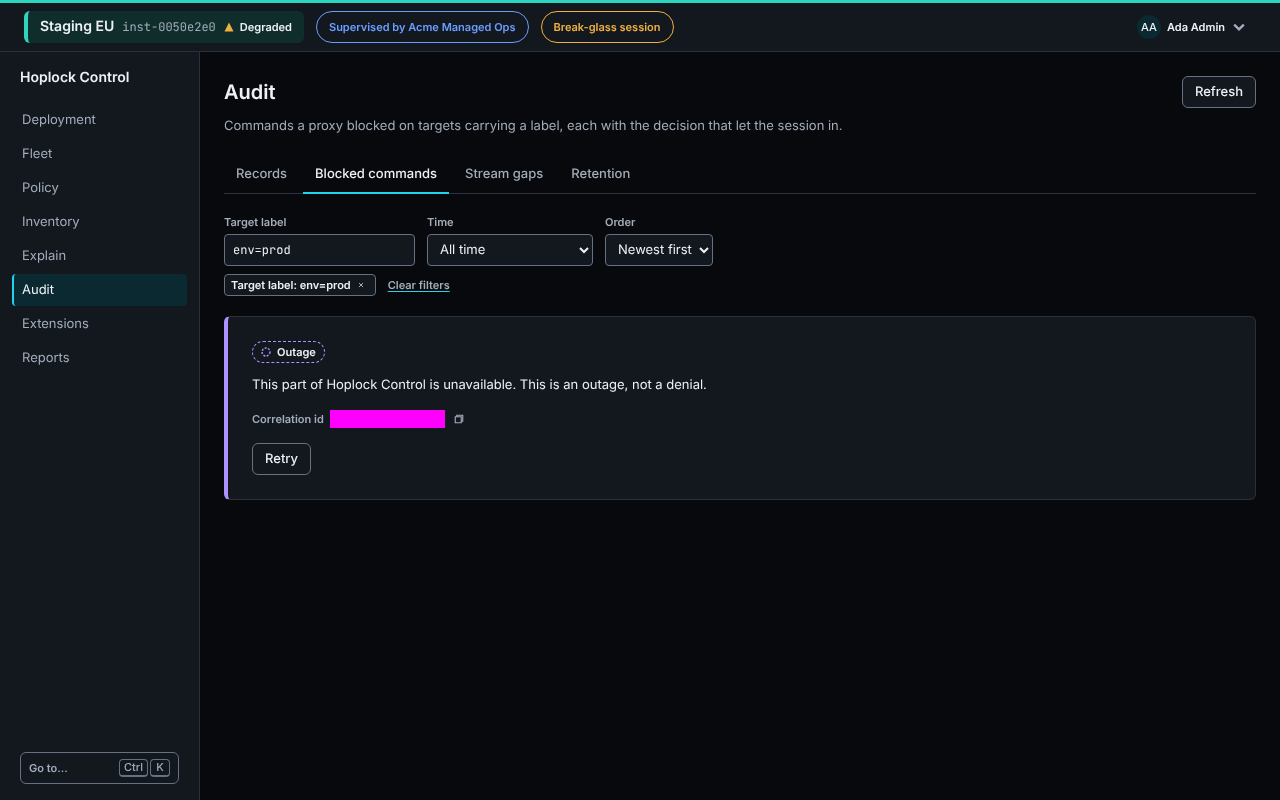 Staging EU inst-0050e2e0 Degraded
Supervised by Acme Managed Ops
Break-glass session
AA Ada Admin
Hoplock Control
Deployment
Fleet
Policy
Inventory
Explain
Audit
Extensions
Reports
Go to... Ctrl K
Audit
Refresh
Commands a proxy blocked on targets carrying a label, each with the decision that let the session in.
Records Blocked commands Stream gaps Retention
Target label Time Order
env=prod All time Newest first
Target label: env=prod × Clear filters
Outage
This part of Hoplock Control is unavailable. This is an outage, not a denial.
Correlation id
Retry